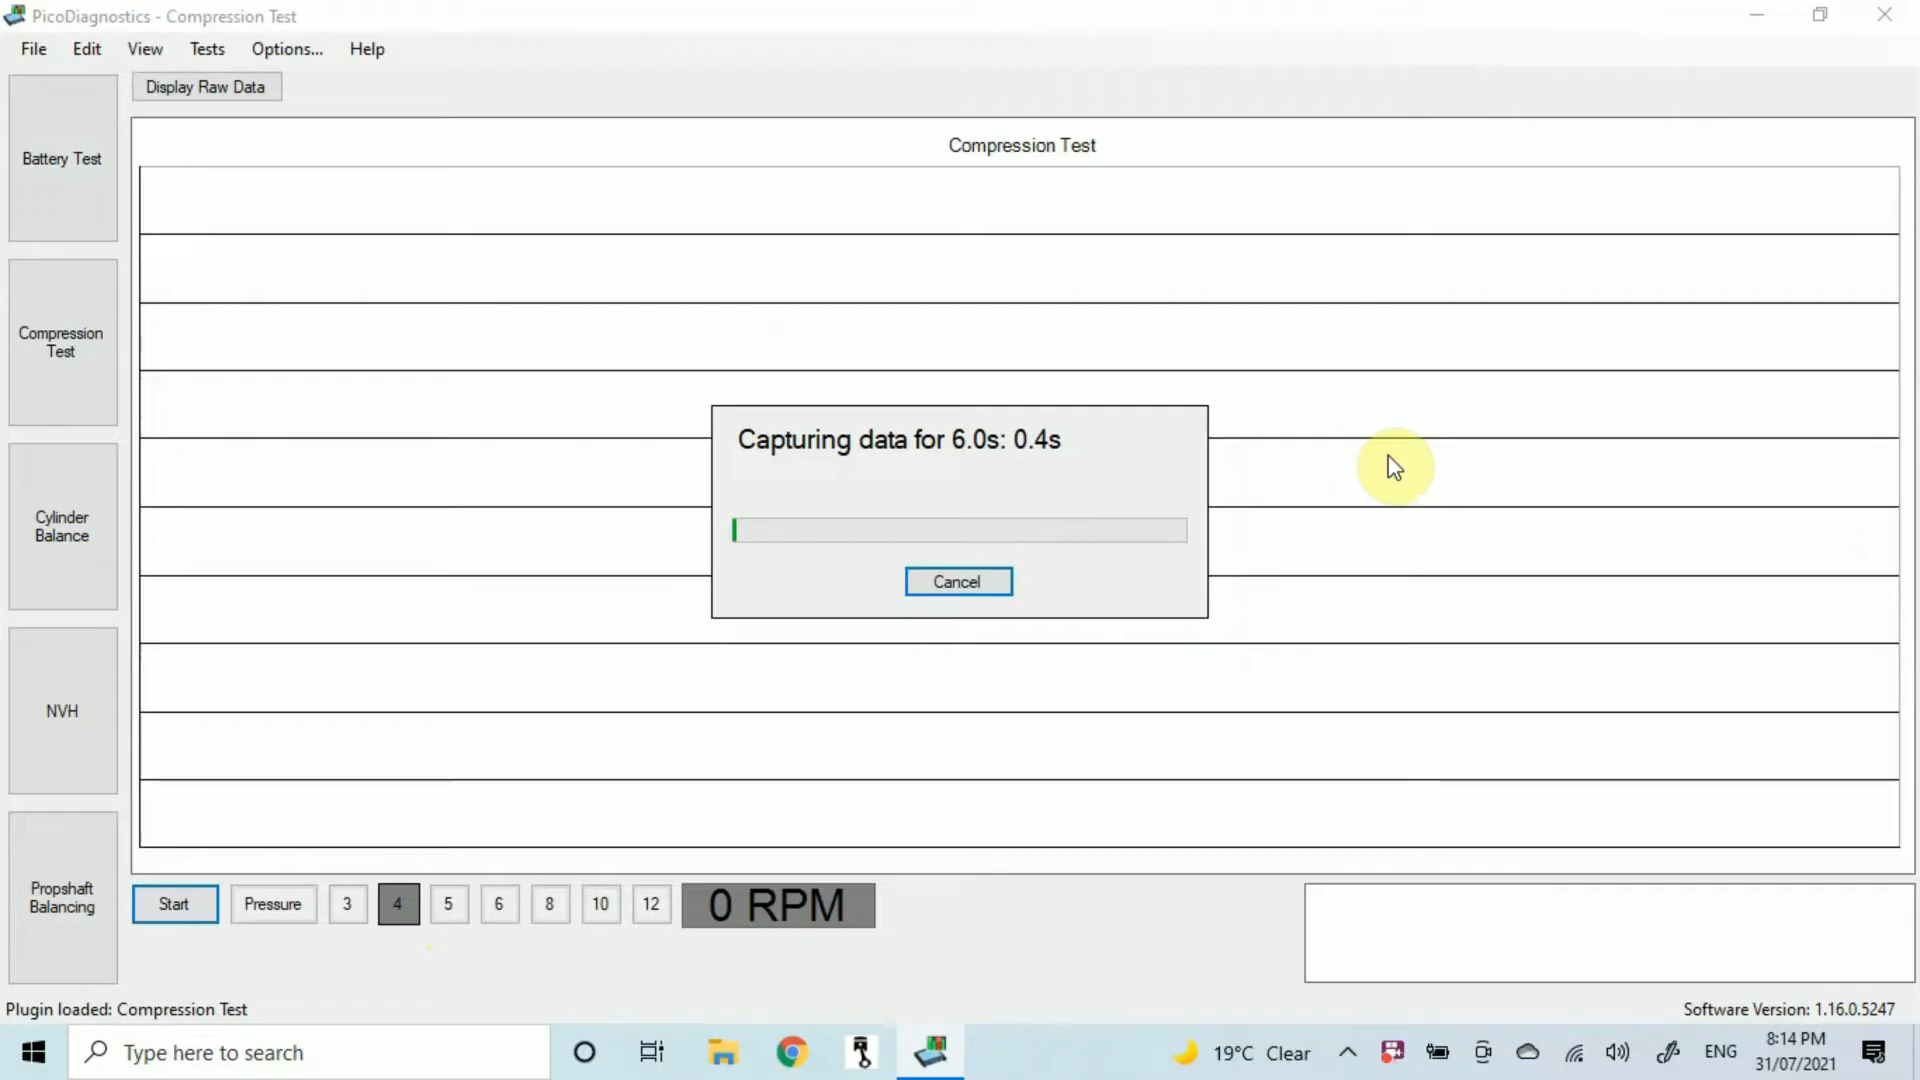 PicoDiagnostics - Compression Test
File Edit View Tests Options... Help
Display Raw Data
Battery Test
Compression
Test
Cylinder
Balance
NVH
Propshaft
Balancing
Compression Test
Capturing data for 6.0s: 0.4s
Cancel
Start Pressure 3 4 5 6 8 10 12 0 RPM
Plugin loaded: Compression Test
Software Version: 1.16.0.5247
Type here to search
19°C Clear
ENG
8:14 PM
31/07/2021